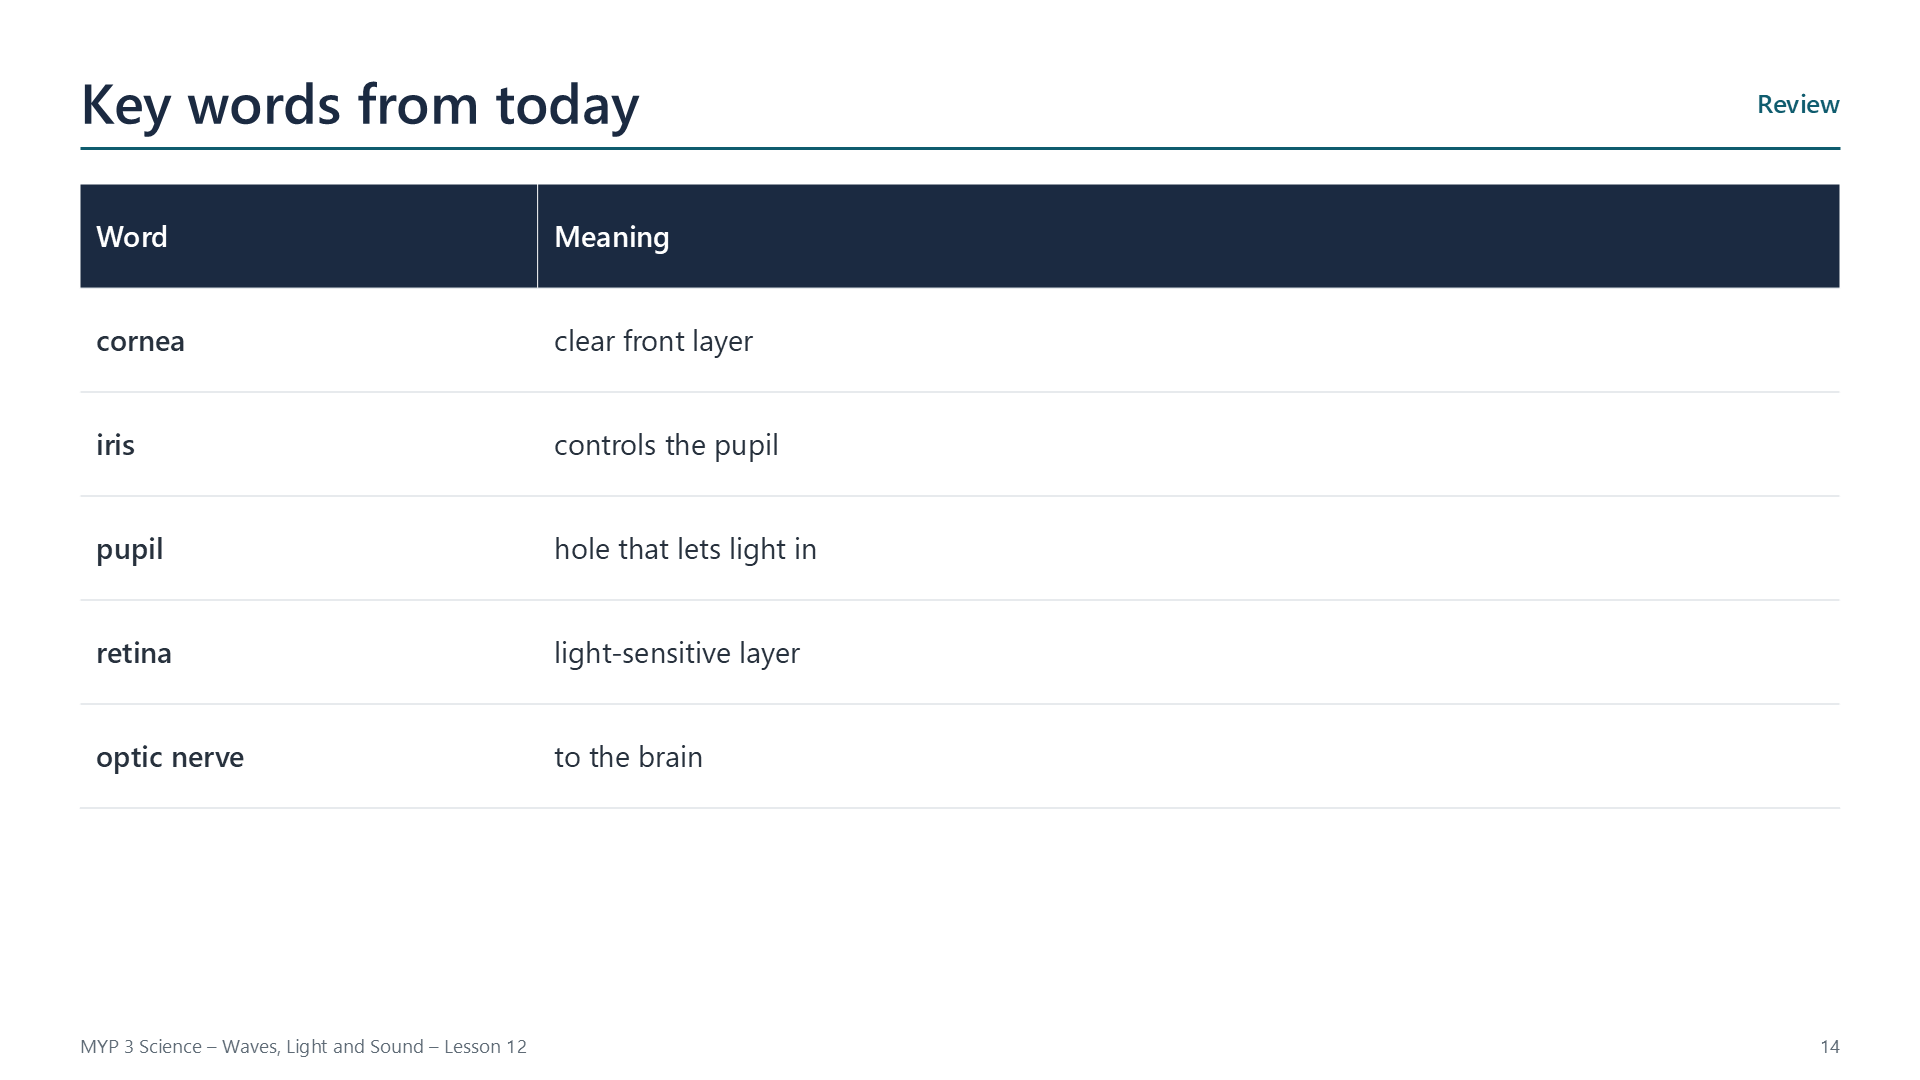 Key words from today
Review
Word Meaning
cornea clear front layer
iris controls the pupil
pupil hole that lets light in
retina light-sensitive layer
optic nerve to the brain
MYP 3 Science – Waves, Light and Sound – Lesson 12
14